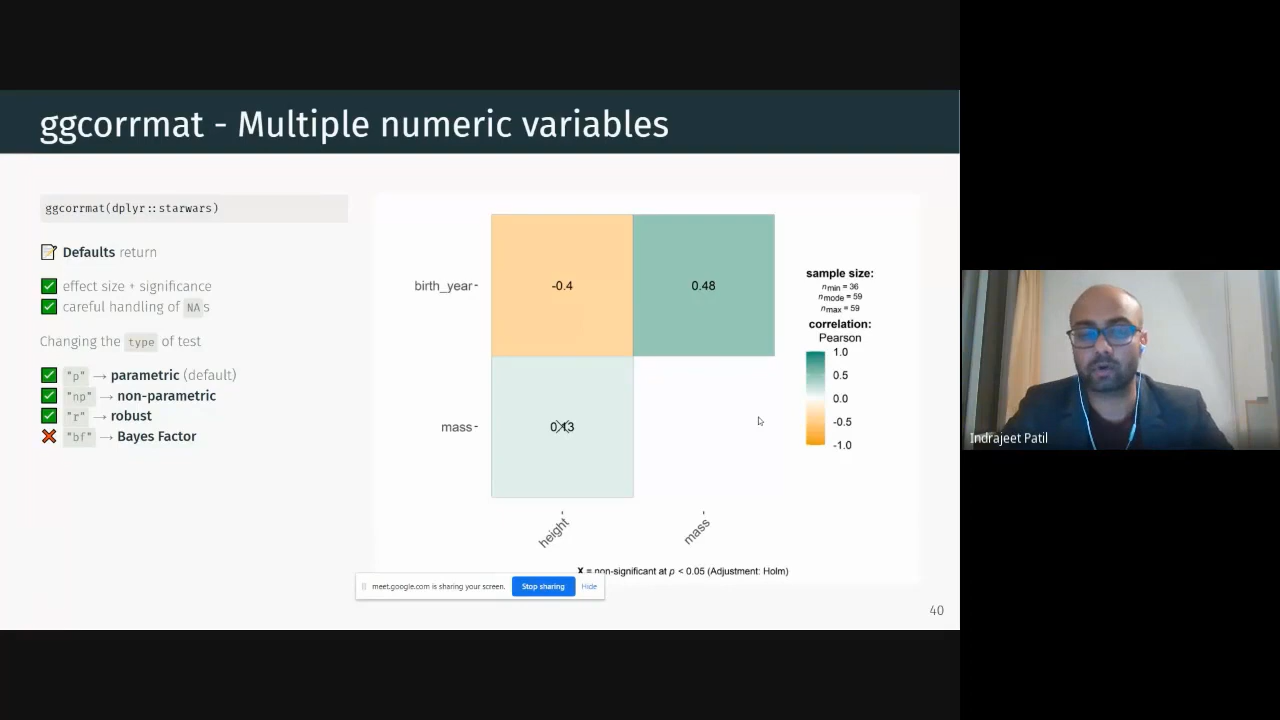 ggcorrmat - Multiple numeric variables
ggcorrmat(dplyr::starwars)
Defaults return
effect size + significance
careful handling of NA s
Changing the type of test
"p" → parametric (default)
"np" → non-parametric
"r" → robust
"bf" → Bayes Factor
birth_year
-0.4
0.48
mass
0.13
height
mass
sample size:
nmin = 36
nmode = 59
nmax = 59
correlation:
Pearson
1.0
0.5
0.0
-0.5
-1.0
X = non-significant at p < 0.05 (Adjustment: Holm)
meet.google.com is sharing your screen. Stop sharing Hide
40
Indrajeet Patil